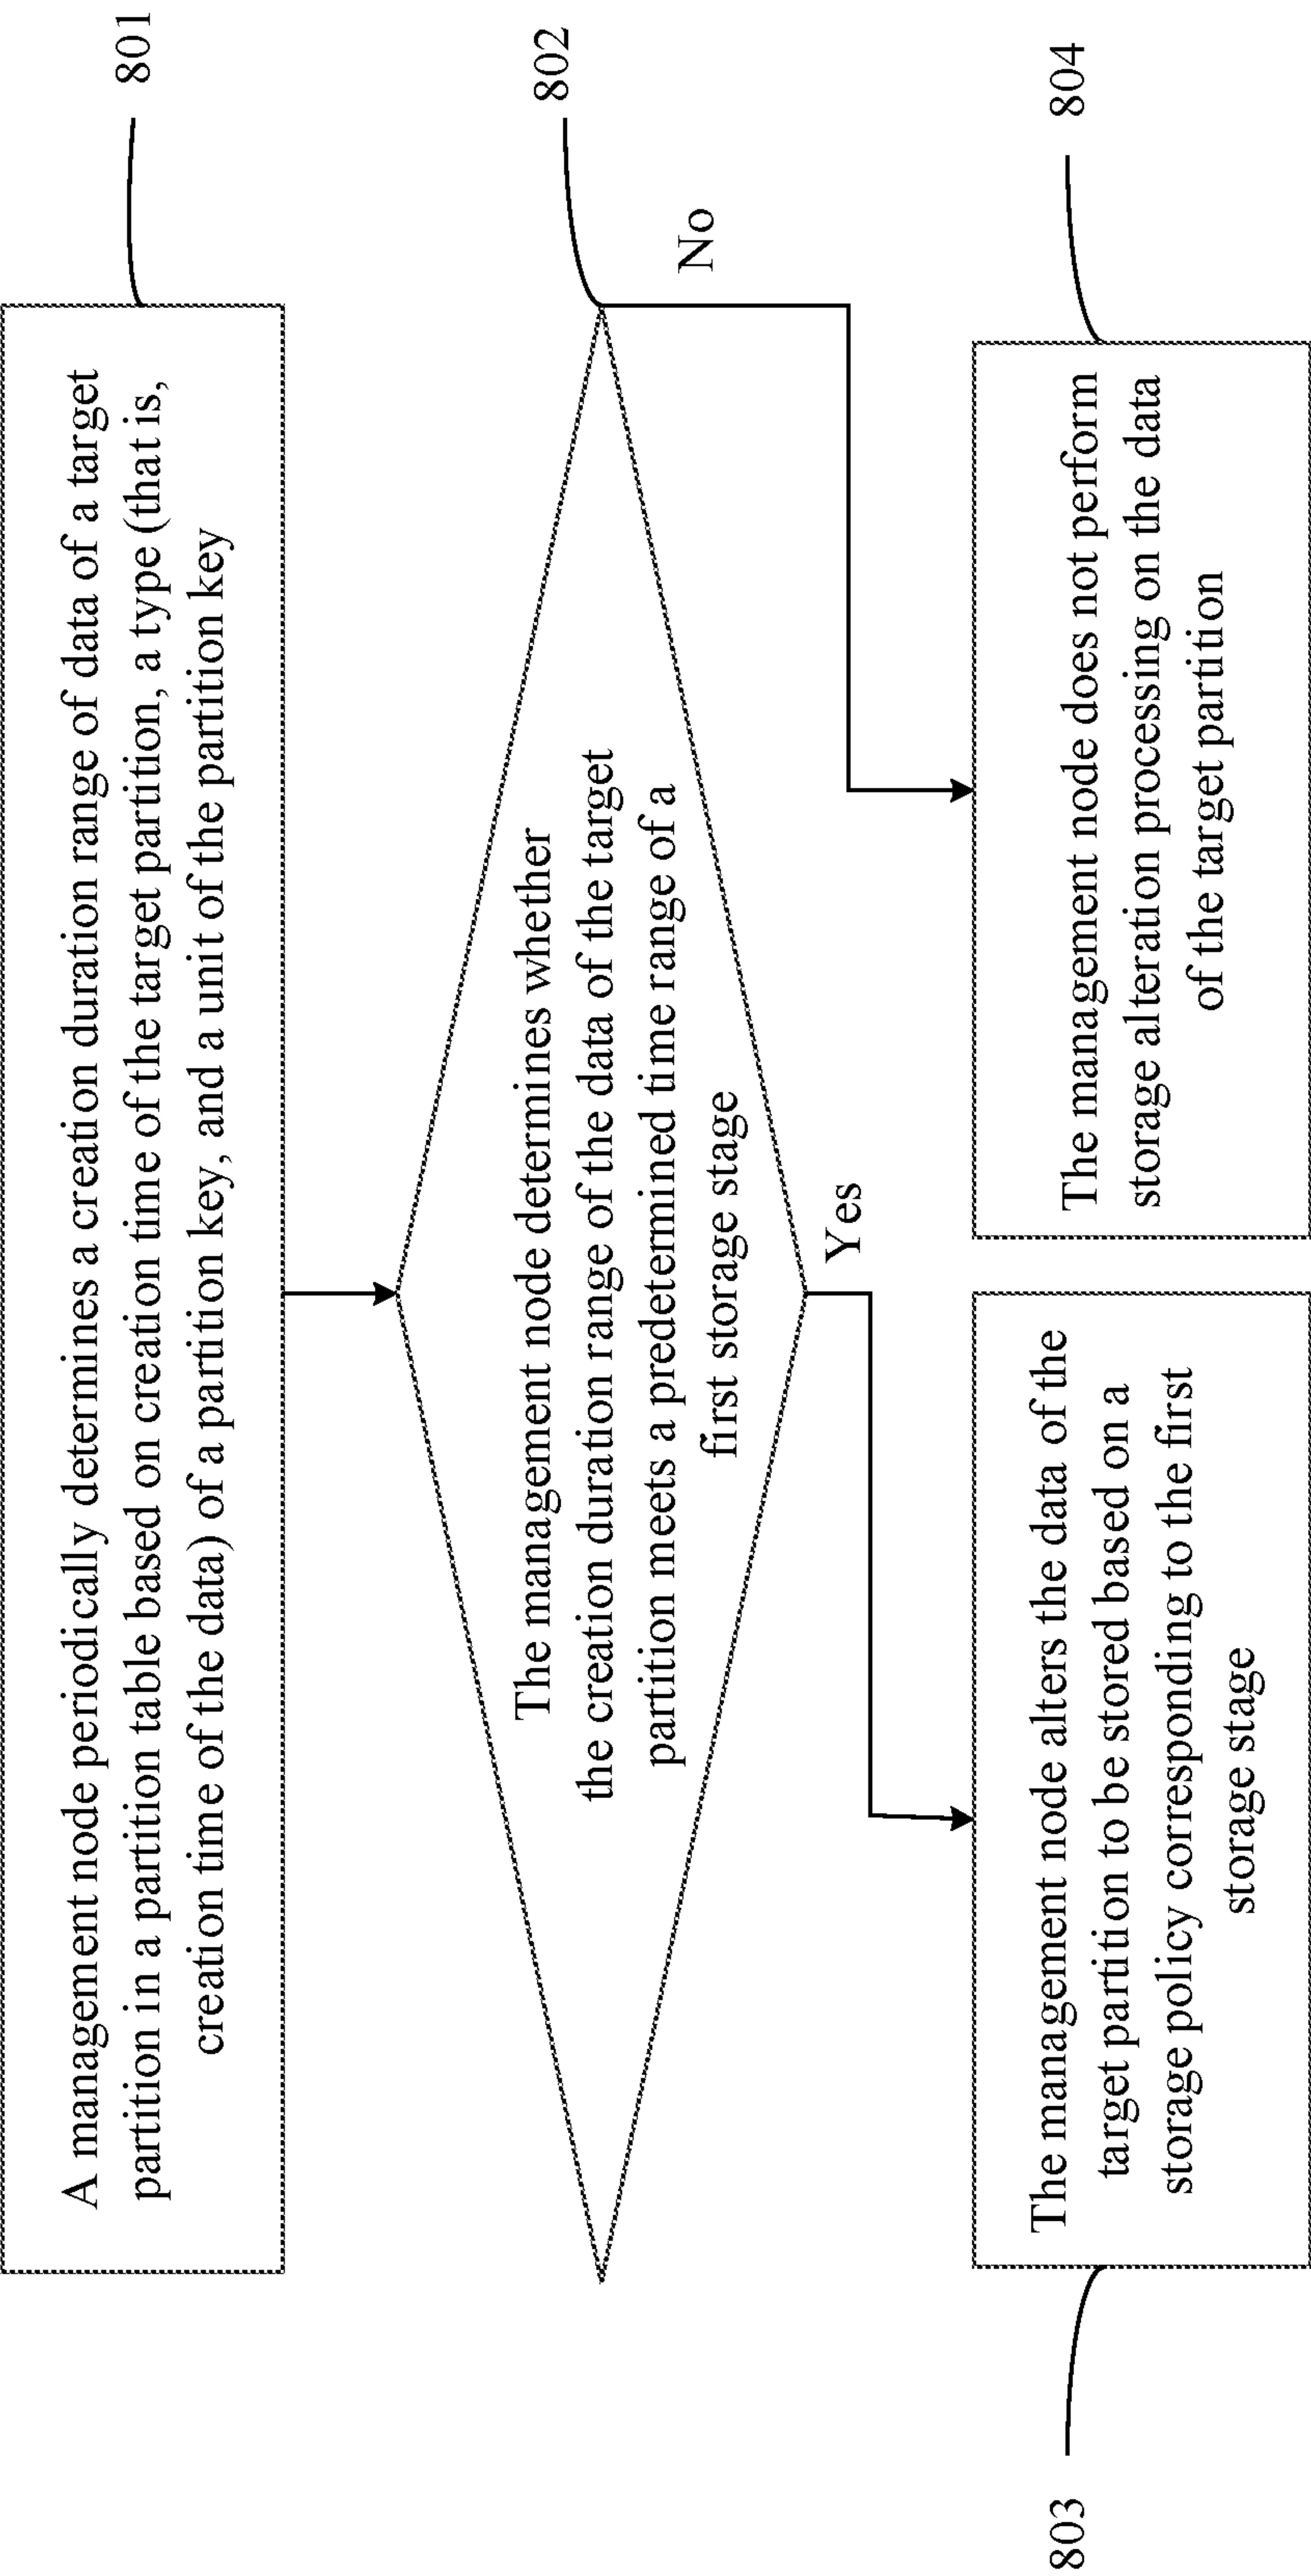 A management node periodically determines a creation duration range of data of a target
partition in a partition table based on creation time of the target partition, a type (that is,
creation time of the data) of a partition key, and a unit of the partition key
801
The management node determines whether
the creation duration range of the data of the target
partition meets a predetermined time range of a
first storage stage
802
No
Yes
803
The management node alters the data of the
target partition to be stored based on a
storage policy corresponding to the first
storage stage
The management node does not perform
storage alteration processing on the data
of the target partition
804